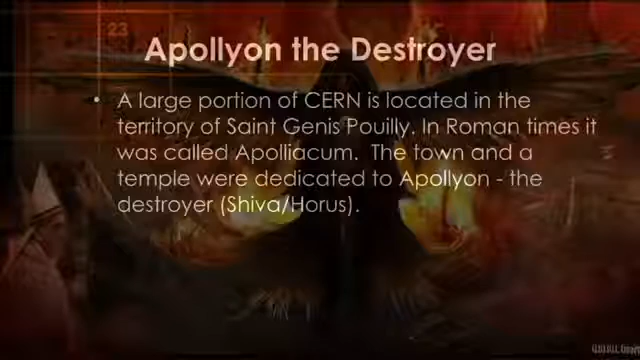 23
Apollyon the Destroyer
• A large portion of CERN is located in the
territory of Saint Genis Pouilly. In Roman times it
was called Apolliacum. The town and a
temple were dedicated to Apollyon - the
destroyer (Shiva/Horus).